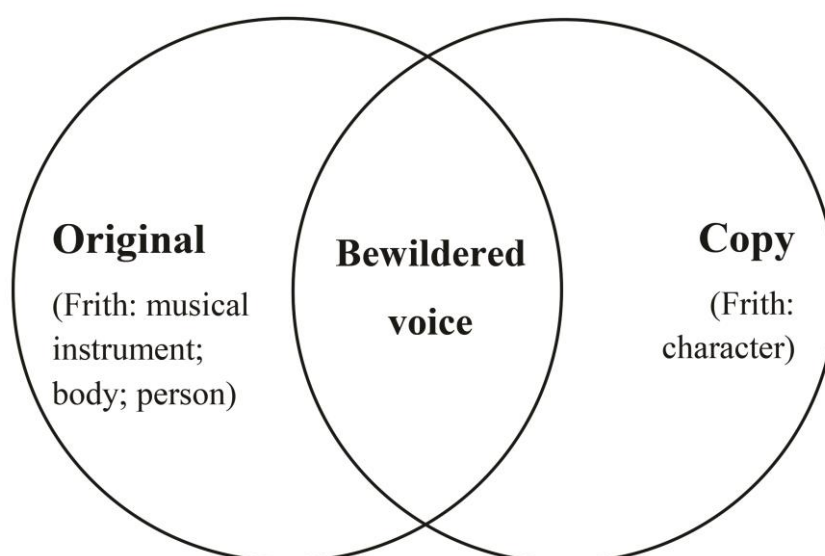 Original
(Frith: musical
instrument;
body; person)
Bewildered
voice
Copy
(Frith:
character)